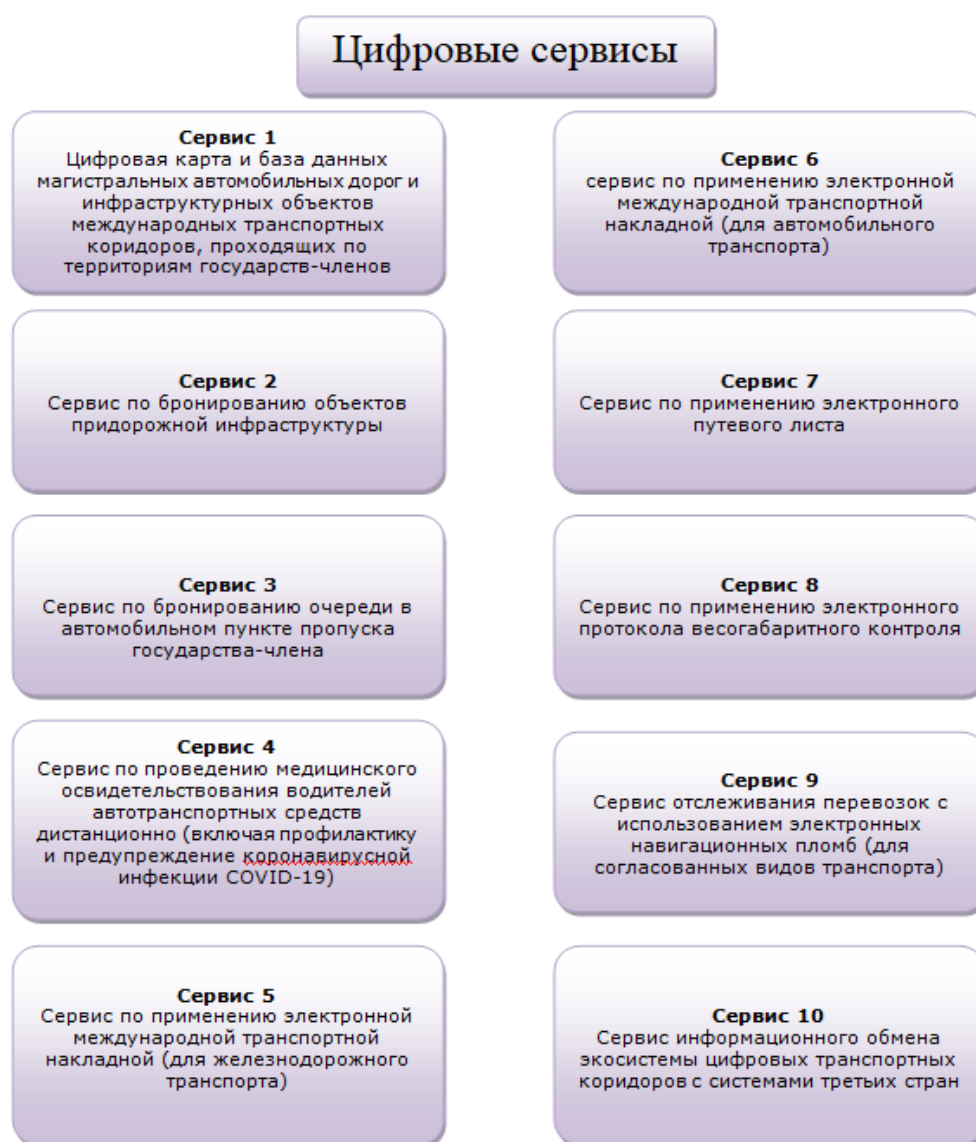 Цифровые сервисы
Сервис 1
Цифровая карта и база данных
магистральных автомобильных дорог и
инфраструктурных объектов
международных транспортных
коридоров, проходящих по
территориям государств-членов
Сервис 2
Сервис по бронированию объектов
придорожной инфраструктуры
Сервис 3
Сервис по бронированию очереди в
автомобильном пункте пропуска
государства-члена
Сервис 4
Сервис по проведению медицинского
освидетельствования водителей
автотранспортных средств
дистанционно (включая профилактику
и предупреждение коронавирусной
инфекции COVID-19)
Сервис 5
Сервис по применению электронной
международной транспортной
накладной (для железнодорожного
транспорта)
Сервис 6
сервис по применению электронной
международной транспортной
накладной (для автомобильного
транспорта)
Сервис 7
Сервис по применению электронного
путевого листа
Сервис 8
Сервис по применению электронного
протокола весогабаритного контроля
Сервис 9
Сервис отслеживания перевозок с
использованием электронных
навигационных пломб (для
согласованных видов транспорта)
Сервис 10
Сервис информационного обмена
экосистемы цифровых транспортных
коридоров с системами третьих стран